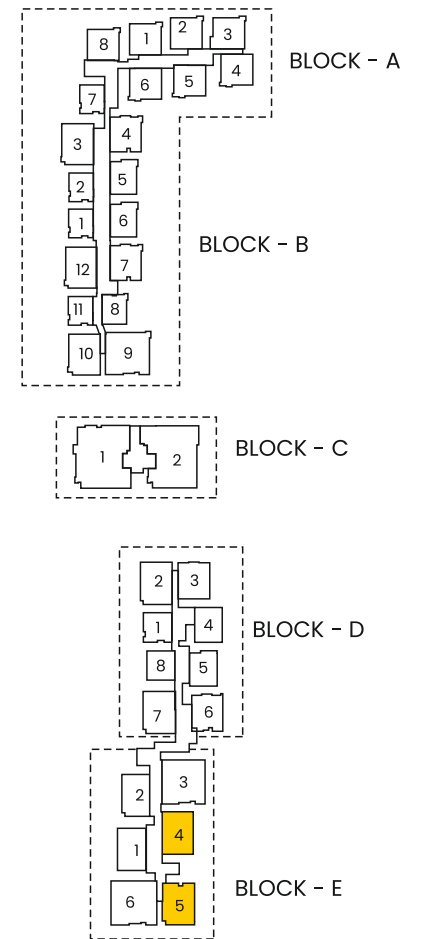 8 1 2 3
BLOCK - A
7 6 5 4
3 4
2 5
1 6
BLOCK - B
12 7
11 8
10 9
1 2
BLOCK - C
2 3
1 4
BLOCK - D
8 5
7 6
2 3
1 4
BLOCK - E
6 5